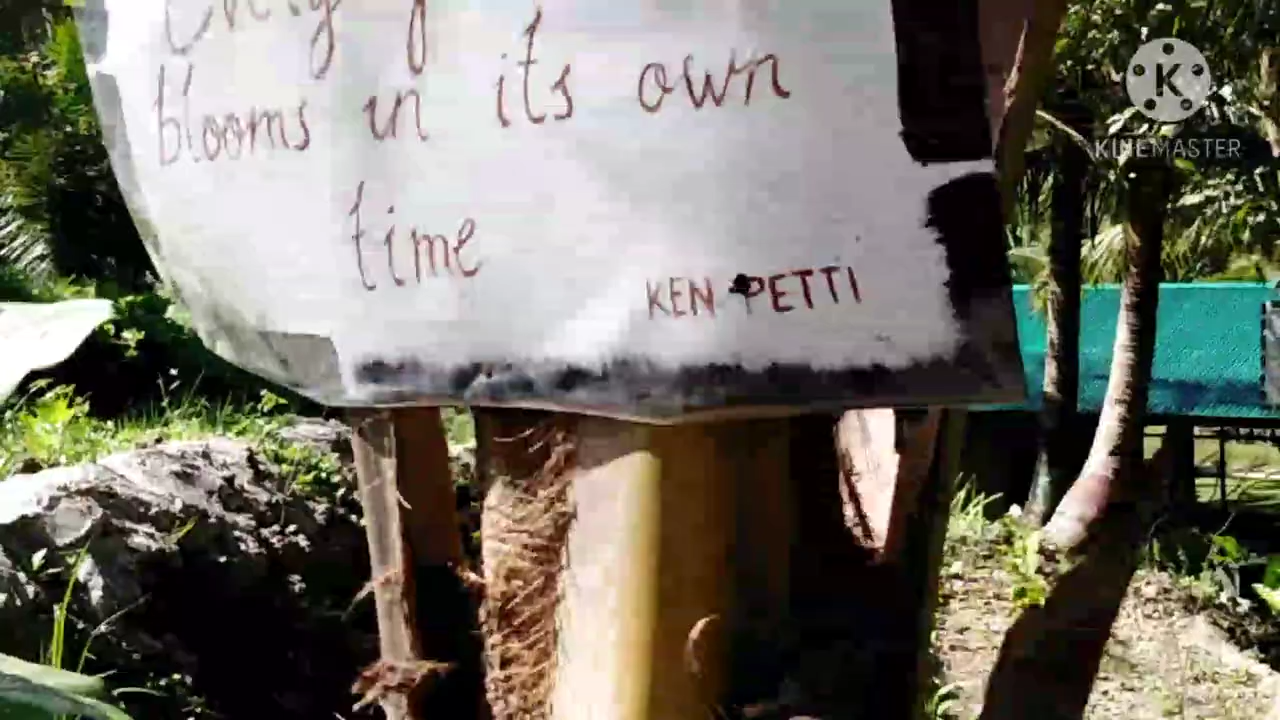 blooms in its own
time
KEN PETTI
K
KINEMASTER